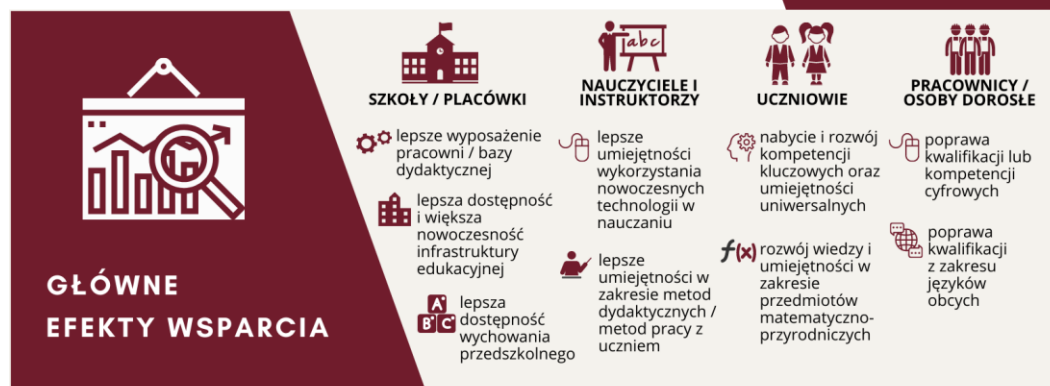 GŁÓWNE
EFEKTY WSPARCIA
SZKOŁY / PLACÓWKI
lepsze wyposażenie
pracowni / bazy
dydaktycznej
lepsza dostępność
i większa
nowoczesność
infrastruktury
edukacyjnej
A
B C
lepsza
dostępność
wychowania
przedszkolnego
abc
NAUCZYCIELE I
INSTRUKTORZY
lepsze
umiejętności
wykorzystania
nowoczesnych
technologii w
nauczaniu
lepsze
umiejętności w
zakresie metod
dydaktycznych /
metod pracy z
uczniem
UCZNIOWIE
nabycie i rozwój
kompetencji
kluczowych oraz
umiejętności
uniwersalnych
f(x)
rozwój wiedzy i
umiejętności w
zakresie
przedmiotów
matematyczno-
przyrodniczych
PRACOWNICY /
OSOBY DOROSŁE
poprawa
kwalifikacji lub
kompetencji
cyfrowych
poprawa
kwalifikacji
z zakresu
języków
obcych